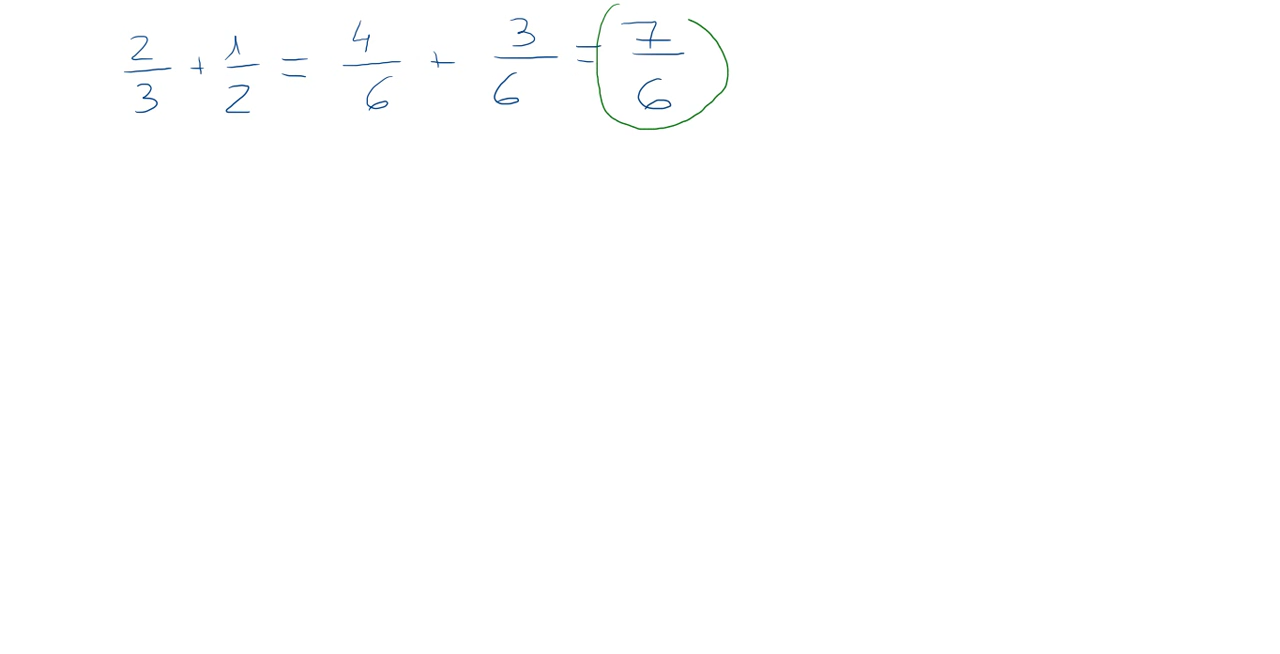 2/3 + 1/2 = 4/6 + 3/6 = 7/6